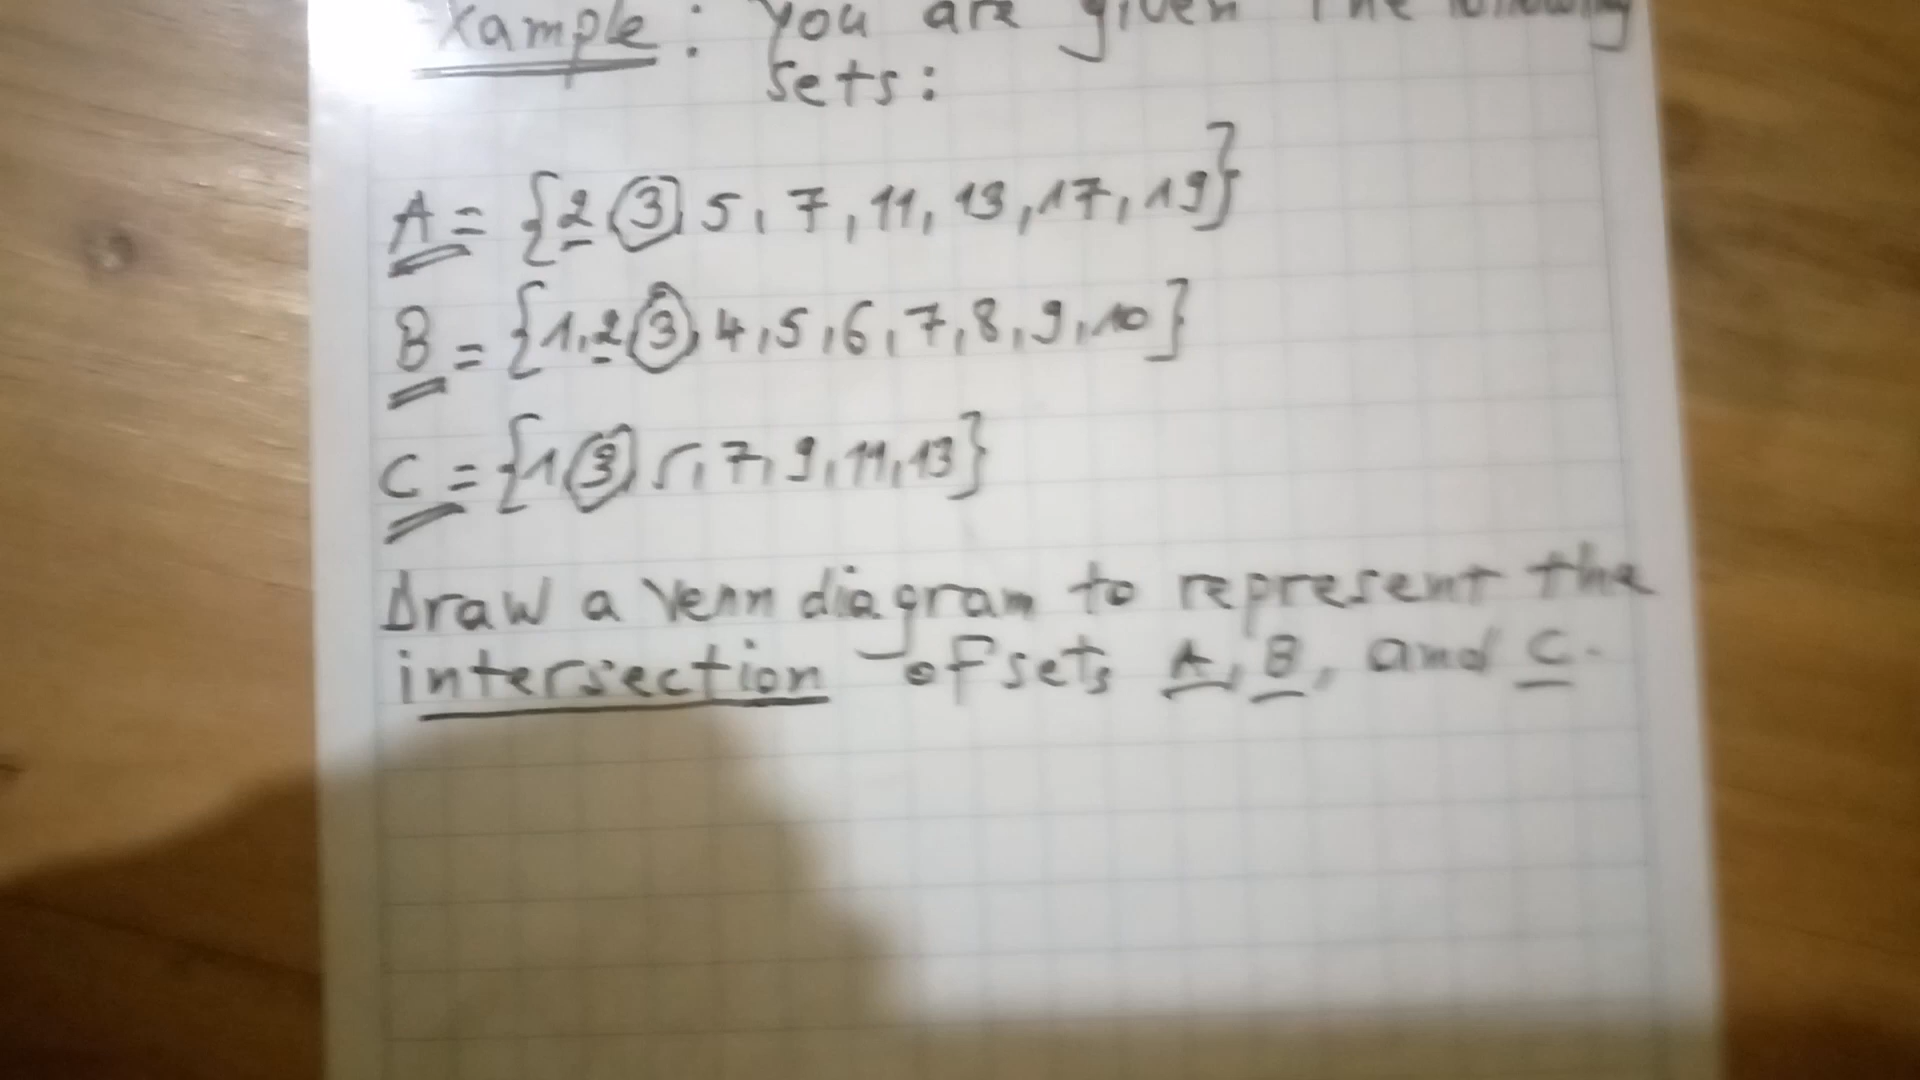 Example: You are given the following
sets:
A = {2 3, 5, 7, 11, 13, 17, 19}
B = {1, 2 3, 4, 5, 6, 7, 8, 9, 10}
C = {1 3, 5, 7, 9, 11, 13}
Draw a Venn diagram to represent the
intersection of sets A, B, and C.